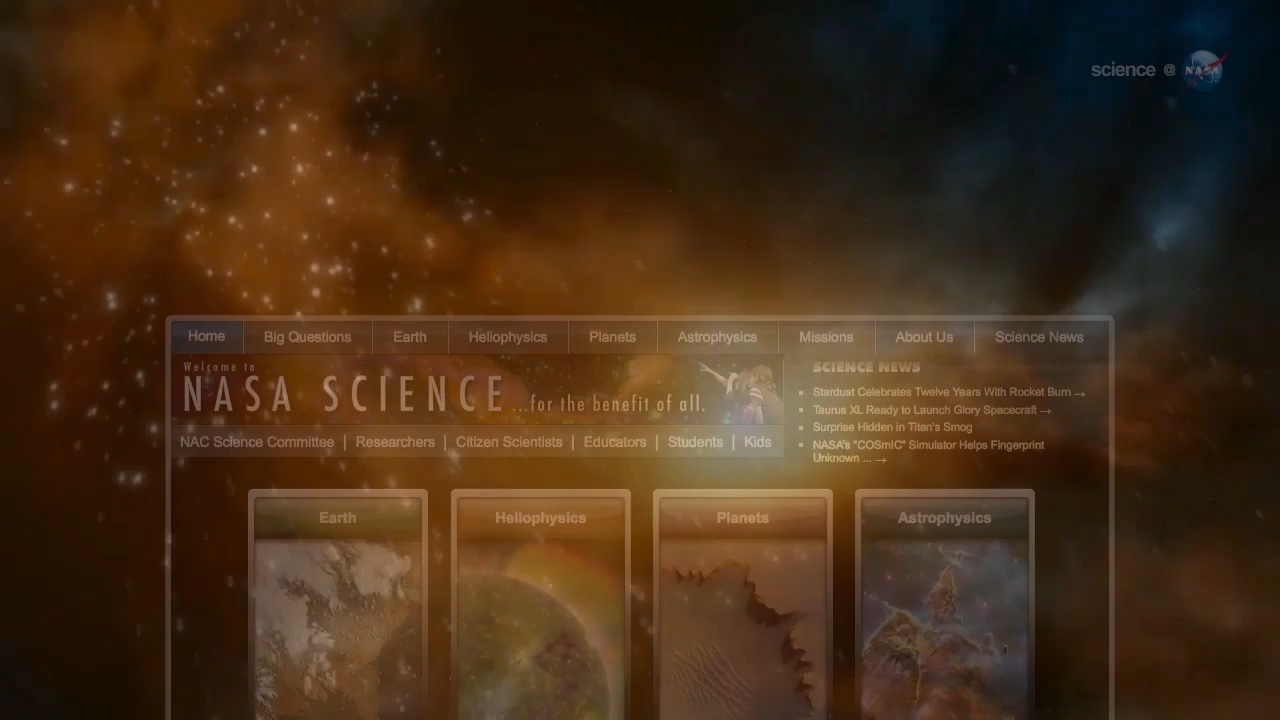 science @ NASA
Home Big Questions Earth Heliophysics Planets Astrophysics Missions About Us Science News
Welcome to
NASA SCIENCE ...for the benefit of all.
NAC Science Committee | Researchers | Citizen Scientists | Educators | Students | Kids
SCIENCE NEWS
Stardust Celebrates Twelve Years With Rocket Burn →
Taurus XL Ready to Launch Glory Spacecraft →
Surprise Hidden in Titan's Smog
NASA's "COSmIC" Simulator Helps Fingerprint
Unknown ... →
Earth Heliophysics Planets Astrophysics